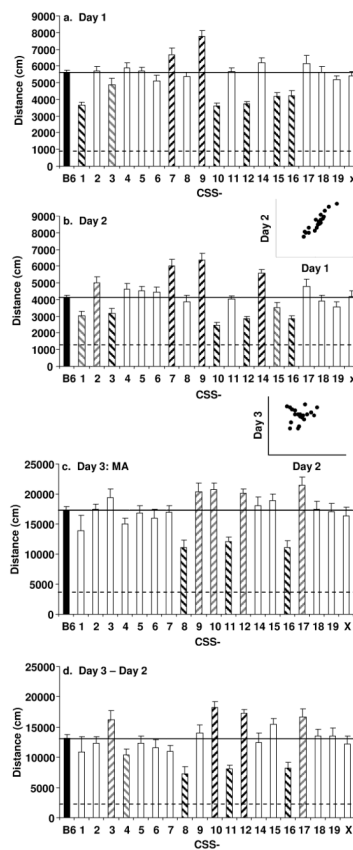 a. Day 1
9000
8000
7000
6000
5000
4000
3000
2000
1000
0
Distance (cm)
B6 1 2 3 4 5 6 7 8 9 10 11 12 14 15 16 17 18 19 x
CSS-
Day 2
Day 1
b. Day 2
9000
8000
7000
6000
5000
4000
3000
2000
1000
0
Distance (cm)
B6 1 2 3 4 5 6 7 8 9 10 11 12 14 15 16 17 18 19 X
CSS-
Day 3
Day 2
c. Day 3: MA
25000
20000
15000
10000
5000
0
Distance (cm)
B6 1 2 3 4 5 6 7 8 9 10 11 12 14 15 16 17 18 19 X
CSS-
d. Day 3 – Day 2
25000
20000
15000
10000
5000
0
Distance (cm)
B6 1 2 3 4 5 6 7 8 9 10 11 12 14 15 16 17 18 19 X
CSS-